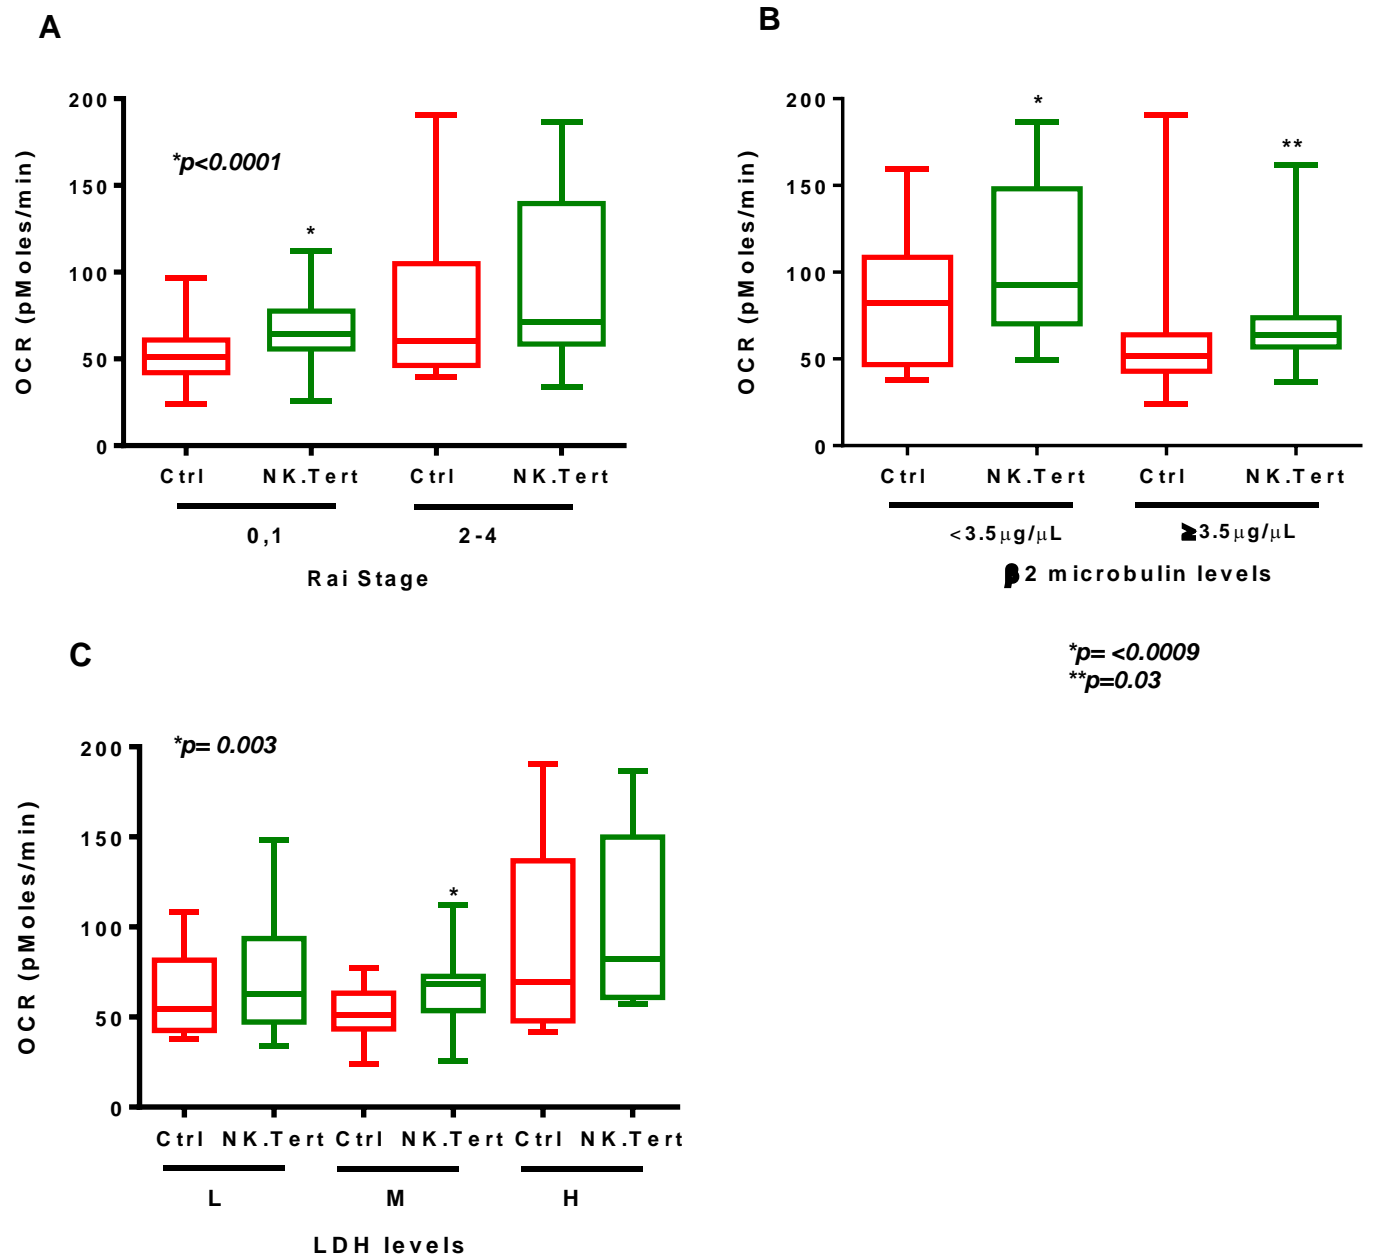 A
200
150
100
50
0
OCR (pMoles/min)
*p<0.0001
*
Ctrl NK.Tert Ctrl NK.Tert
0,1 2-4
Rai Stage
B
200
150
100
50
0
OCR (pMoles/min)
*
**
Ctrl NK.Tert Ctrl NK.Tert
<3.5µg/µL ≥3.5µg/µL
β2 microbulin levels
*p= <0.0009
**p=0.03
C
200
150
100
50
0
OCR (pMoles/min)
*p= 0.003
*
Ctrl NK.Tert Ctrl NK.Tert Ctrl NK.Tert
L M H
LDH levels